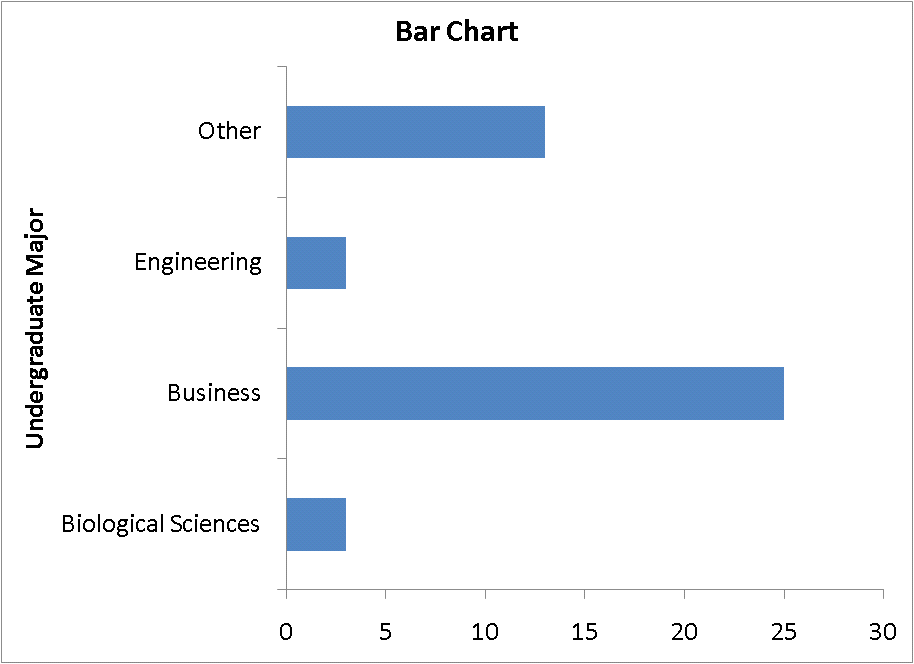 Bar Chart
Undergraduate Major
Other
Engineering
Business
Biological Sciences
0 5 10 15 20 25 30